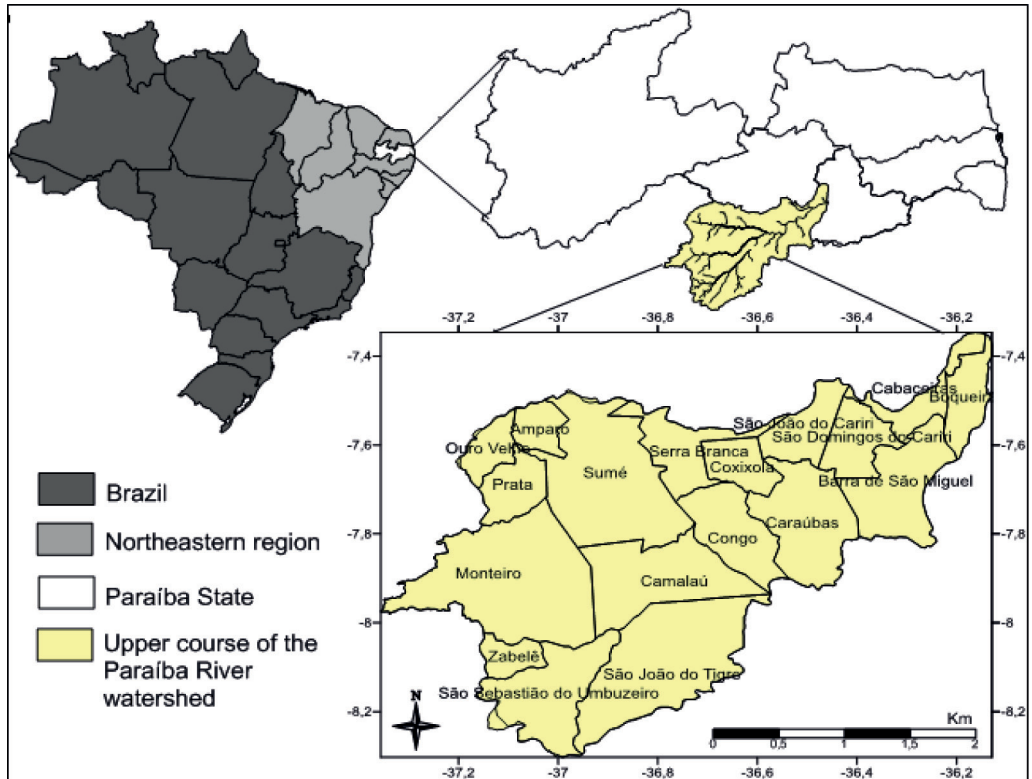 -37,2 -37 -36,8 -36,6 -36,4 -36,2
-7,4
-7,6
-7,8
-8
-8,2
-7,4
-7,6
-7,8
-8
-8,2
Cabaceiras
Boqueir
São João do Cariri
São Domingos do Cariri
Amparo
Ouro Velho
Serra Branca
Sumé
Coxixola
Prata
Barra de São Miguel
Caraúbas
Congo
Monteiro
Camalaú
Zabelê
São João do Tigre
São Sebastião do Umbuzeiro
N
Km
0 0,5 1 1,5 2
-37,2 -37 -36,8 -36,6 -36,4 -36,2
Brazil
Northeastern region
Paraíba State
Upper course of the
Paraíba River
watershed